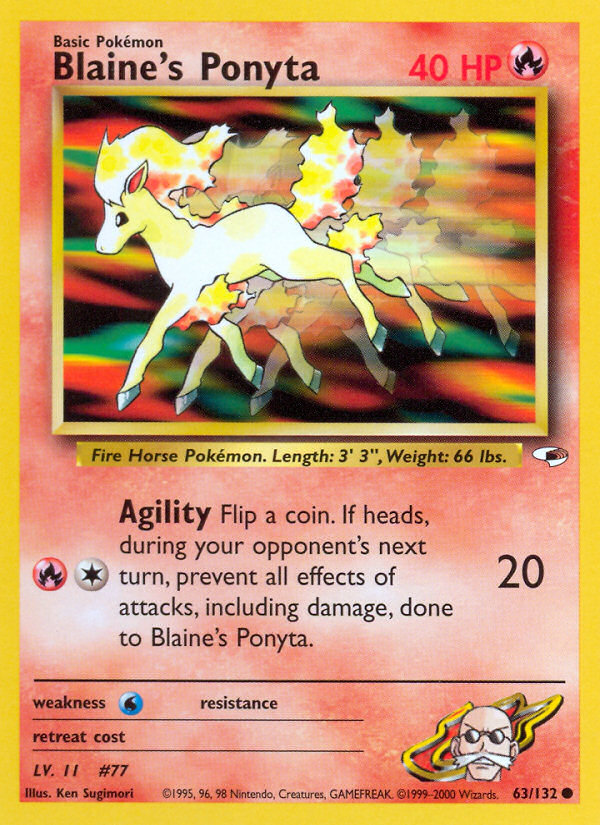 Basic Pokémon
Blaine's Ponyta 40 HP
Fire Horse Pokémon. Length: 3' 3", Weight: 66 lbs.
Agility Flip a coin. If heads,
during your opponent's next
turn, prevent all effects of
attacks, including damage, done
to Blaine's Ponyta.
20
weakness resistance
retreat cost
LV. 11 #77
Illus. Ken Sugimori ©1995, 96, 98 Nintendo, Creatures, GAMEFREAK. ©1999-2000 Wizards. 63/132